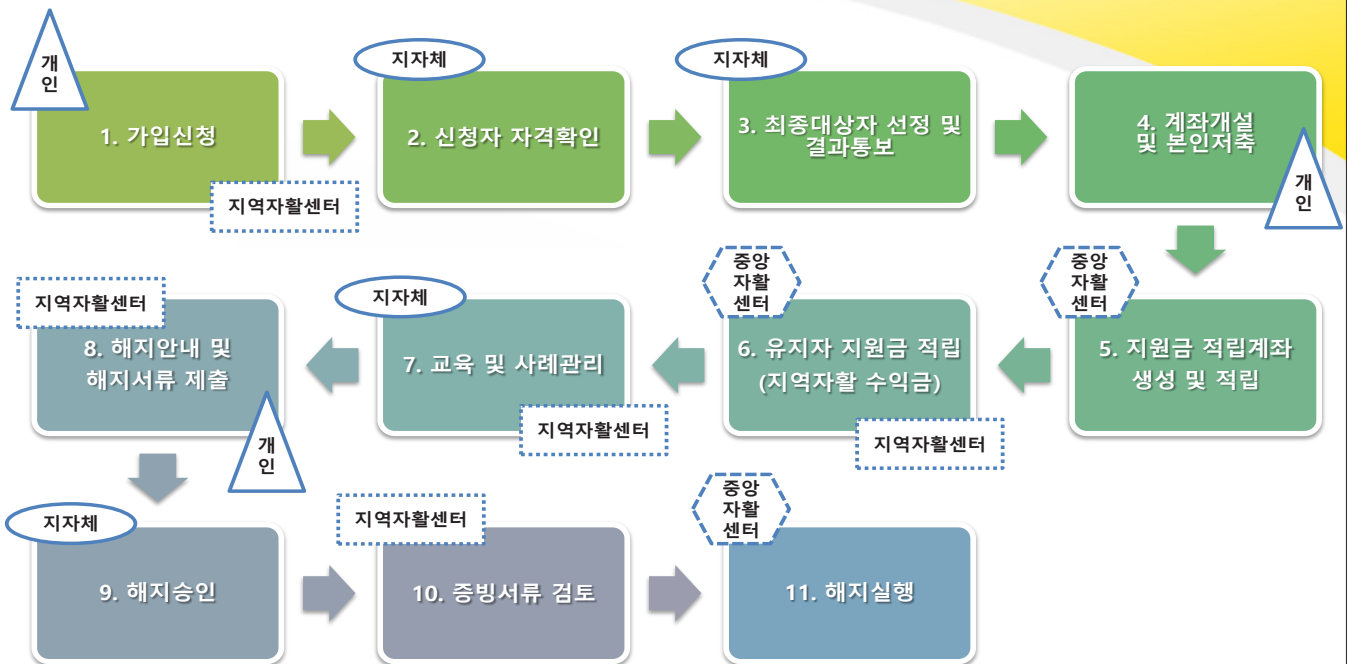 개
인
1. 가입신청
지역자활센터
지자체
2. 신청자 자격확인
지자체
3. 최종대상자 선정 및
결과통보
4. 계좌개설
및 본인저축
개
인
중앙
자활
센터
5. 지원금 적립계좌
생성 및 적립
중앙
자활
센터
6. 유지자 지원금 적립
(지역자활 수익금)
지역자활센터
지자체
7. 교육 및 사례관리
지역자활센터
지역자활센터
8. 해지안내 및
해지서류 제출
개
인
지자체
9. 해지승인
지역자활센터
10. 증빙서류 검토
중앙
자활
센터
11. 해지실행